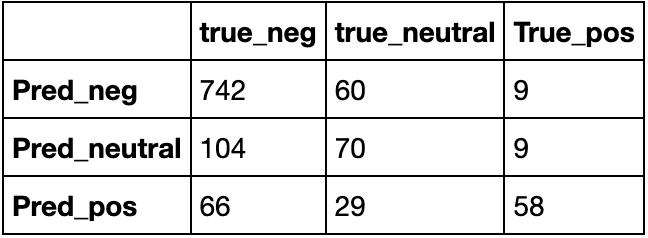 true_neg true_neutral True_pos
Pred_neg 742 60 9
Pred_neutral 104 70 9
Pred_pos 66 29 58